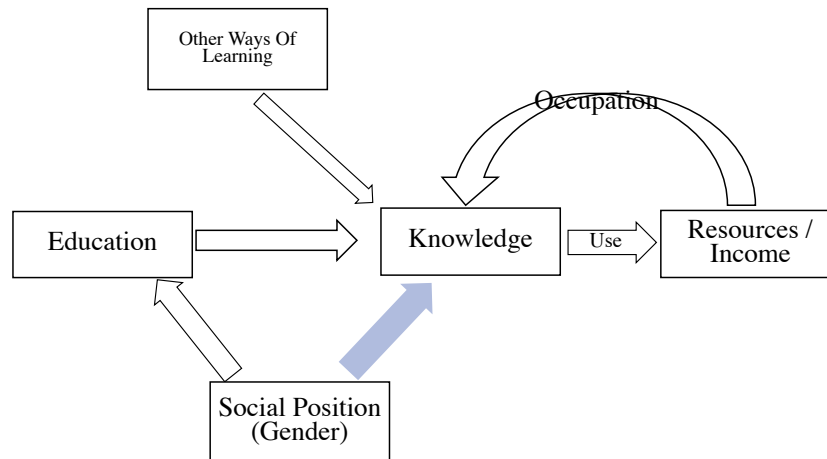 Other Ways Of
Learning
Occupation
Education
Knowledge
Use
Resources /
Income
Social Position
(Gender)